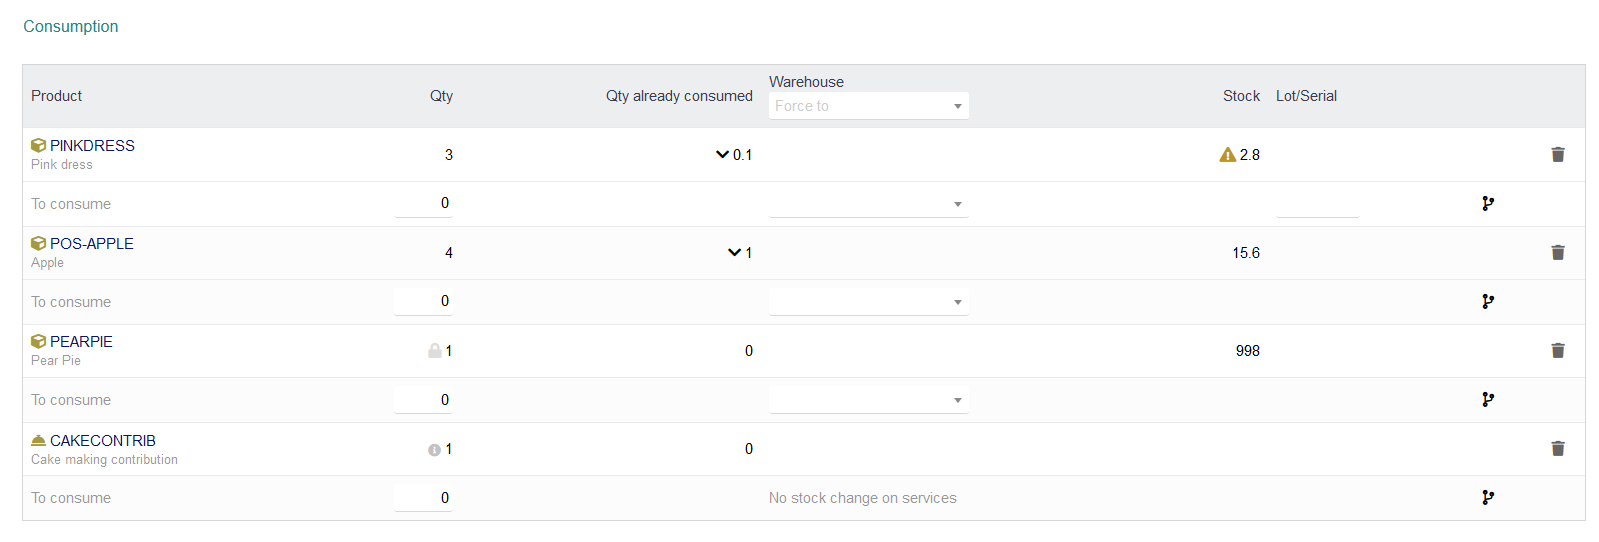 Consumption
Product Qty Qty already consumed Warehouse Stock Lot/Serial
Force to
PINKDRESS 3 0.1 2.8
Pink dress
To consume 0
POS-APPLE 4 1 15.6
Apple
To consume 0
PEARPIE 1 0 998
Pear Pie
To consume 0
CAKECONTRIB 1 0
Cake making contribution
To consume 0 No stock change on services